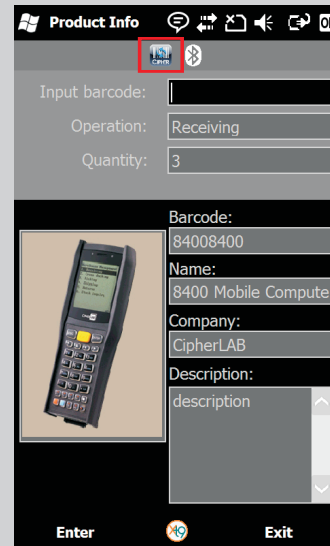 Product Info
CIPHER
Input barcode:
Operation: Receiving
Quantity: 3
Barcode:
84008400
Name:
8400 Mobile Compute
Company:
CipherLAB
Description:
description
Enter Exit